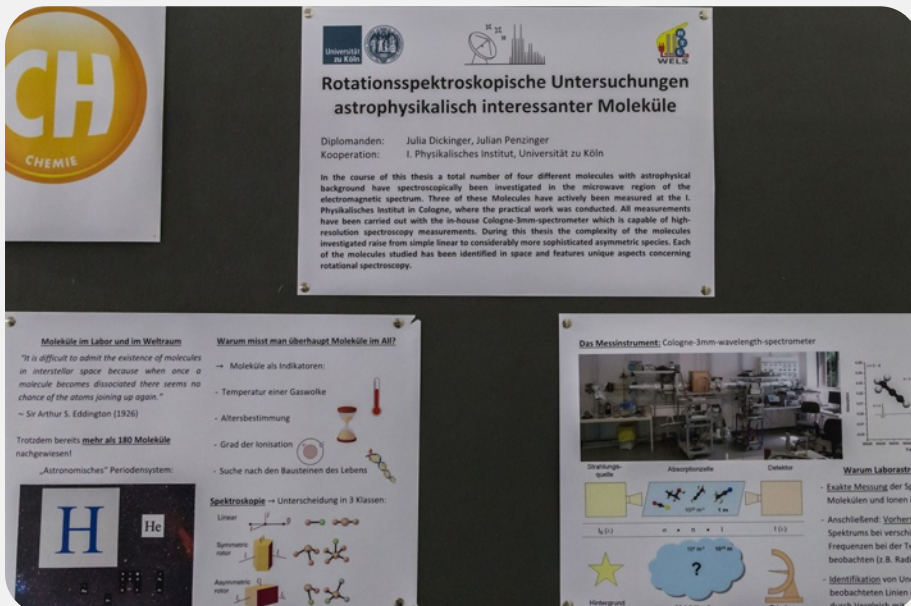 CH
CHEMIE
Universität
zu Köln
WELS
Rotationsspektroskopische Untersuchungen
astrophysikalisch interessanter Moleküle
Diplomanden: Julia Dickinger, Julian Penzinger
Kooperation: I. Physikalisches Institut, Universität zu Köln
In the course of this thesis a total number of four different molecules with astrophysical
background have spectroscopically been investigated in the microwave region of the
electromagnetic spectrum. Three of these Molecules have actively been measured at the I.
Physikalisches Institut in Cologne, where the practical work was conducted. All measurements
have been carried out with the in-house Cologne-3mm-spectrometer which is capable of high-
resolution spectroscopy measurements. During this thesis the complexity of the molecules
investigated raise from simple linear to considerably more sophisticated asymmetric species. Each
of the molecules studied has been identified in space and features unique aspects concerning
rotational spectroscopy.
Moleküle im Labor und im Weltraum
"It is difficult to admit the existence of molecules
in interstellar space because when once a
molecule becomes dissociated there seems no
chance of the atoms joining up again."
~ Sir Arthur S. Eddington (1926)
Trotzdem bereits mehr als 180 Moleküle
nachgewiesen!
„Astronomisches" Periodensystem:
H
He
Warum misst man überhaupt Moleküle im All?
→ Moleküle als Indikatoren:
- Temperatur einer Gaswolke
- Altersbestimmung
- Grad der Ionisation
- Suche nach den Bausteinen des Lebens
Spektroskopie → Unterscheidung in 3 Klassen:
Linear
Symmetric
rotor
Asymmetric
rotor
Das Messinstrument: Cologne-3mm-wavelength-spectrometer
Strahlungs-
quelle
Absorptionszelle
Detektor
1 m
?
Hintergrund
Warum Laborastr
- Exakte Messung der Sp
Molekülen und Ionen
- Anschließend: Vorher
Spektrums bei verschi
Frequenzen bei der Te
beobachten (z.B. Radi
- Identifikation von Un
beobachteten Linien